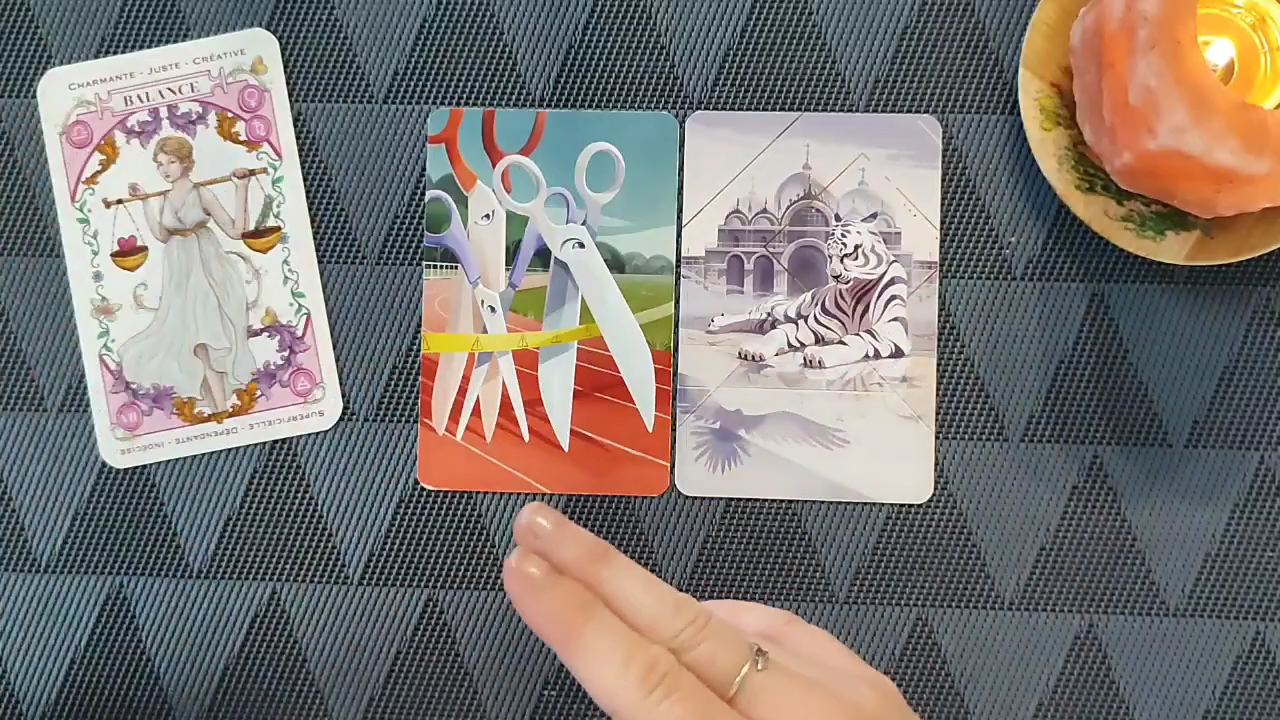 CHARMANTE - JUSTE - CRÉATIVE
BALANCE
SUPERFICIELLE - DÉPENDANTE - INDÉCISE